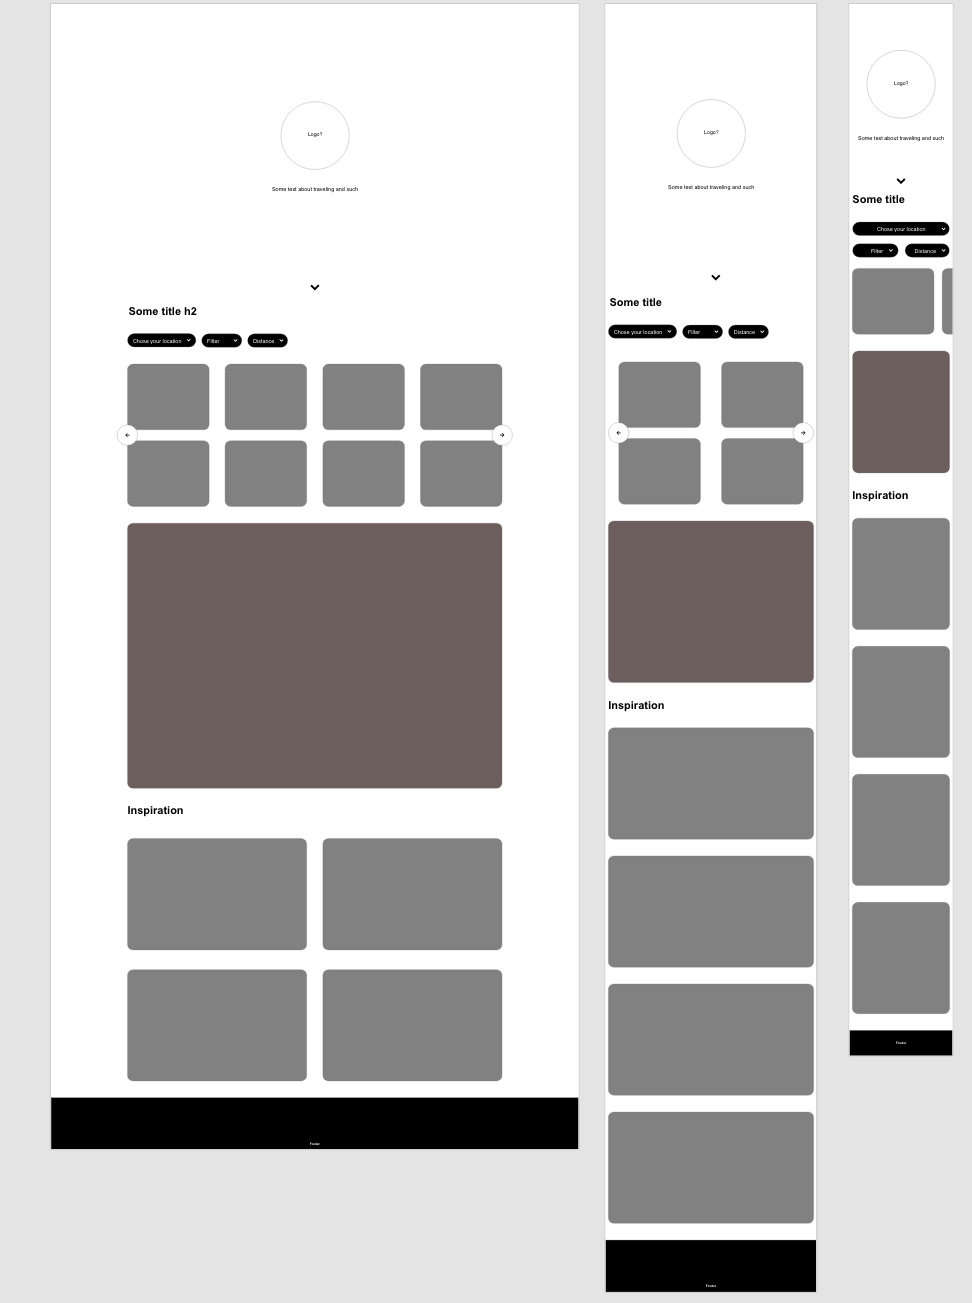 Logo?
Some text about traveling and such
Some title h2
Chose your location
Filter
Distance
Inspiration
Footer
Logo?
Some text about traveling and such
Some title
Chose your location
Filter
Distance
Inspiration
Footer
Logo?
Some text about traveling and such
Some title
Chose your location
Filter
Distance
Inspiration
Footer